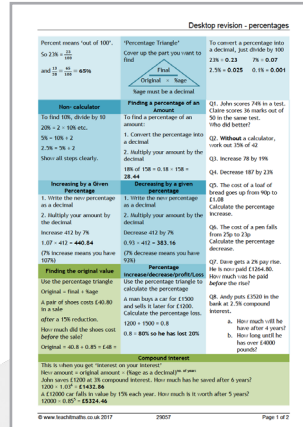 Desktop revision - percentages
Percent means 'out of 100'.
So 23% = 23/100
and 13/20 = 65/100 = 65%
Non- calculator
To find 10%, divide by 10
20% = 2 × 10% etc.
5% = 10% ÷ 2
2.5% = 5% ÷ 2
Show all steps clearly.
Increasing by a Given
Percentage
1. Write the new percentage
as a decimal
2. Multiply your amount by
the decimal
Increase 412 by 7%
1.07 × 412 = 440.84
(7% increase means you have
107%)
Finding the original value
Use the percentage triangle
Original = Final ÷ %age
A pair of shoes costs £40.80
in a sale
after a 15% reduction.
How much did the shoes cost
before the sale?
Original = 40.8 ÷ 0.85 = £48
"Percentage Triangle"
Cover up the part you want to
find
Final
Original × %age
%age must be a decimal
Finding a percentage of an
Amount
To find a percentage of an
amount:
1. Convert the percentage into
a decimal
2. Multiply your amount by the
decimal
18% of 158 = 0.18 × 158 =
28.44
Decreasing by a given
percentage
1. Write the new percentage
as a decimal
2. Multiply your amount by
the decimal
Decrease 412 by 7%
0.93 × 412 = 383.16
(7% decrease means you have
93%)
Percentage
Increase/decrease/profit/Loss
Use the percentage triangle to
calculate the percentage
A man buys a car for £1500
and sells it later for £1200.
Calculate the percentage loss.
1200 ÷ 1500 = 0.8
0.8 = 80% so he has lost 20%
To convert a percentage into
a decimal, just divide by 100
23% = 0.23 7% = 0.07
2.5% = 0.025 0.1% = 0.001
Q1. John scores 74% in a test.
Claire scores 36 marks out of
50 in the same test.
Who did better?
Q2. Without a calculator,
work out 35% of 42
Q3. Increase 78 by 19%
Q4. Decrease 187 by 23%
Q5. The cost of a loaf of
bread goes up from 90p to
£1.08
Calculate the percentage
increase.
Q6. The cost of a pen falls
from 25p to 23p
Calculate the percentage
decrease.
Q7. Dave gets a 2% pay rise.
He is now paid £1264.80.
How much was he paid
before the rise?
Q8. Andy puts £3520 in the
bank at 2.5% compound
interest.
a. How much will he
have after 4 years?
b. How long until he
has over £4000
pounds?
Compound interest
This is when you get 'interest on your interest'
New amount = original amount × (%age as a decimal)^no of years
John saves £1200 at 3% compound interest. How much has he saved after 6 years?
1200 × 1.03⁶ = £1432.86
a £12000 car falls in value by 15% each year. How much is it worth after 5 years?
12000 × 0.85⁵ = £5324.46
© www.teachitmaths.co.uk 2017 29057 Page 1 of 2